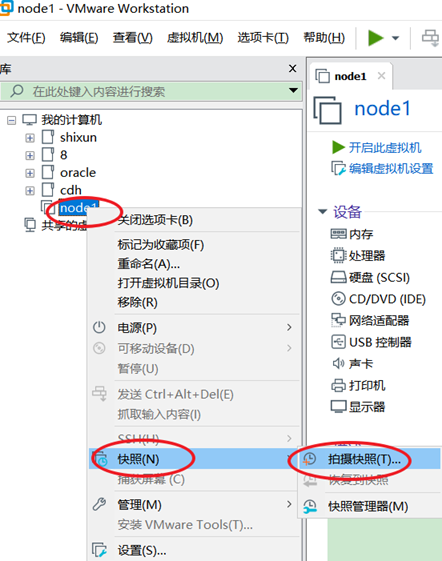 node1 - VMware Workstation
文件(F) 编辑(E) 查看(V) 虚拟机(M) 选项卡(T) 帮助(H) 我的
库
在此处键入内容进行搜索
我的计算机
shixun
8
oracle
cdh
node1
共享的虚
关闭选项卡(B)
标记为收藏项(F)
重命名(A)...
打开虚拟机目录(O)
移除(R)
电源(P)
可移动设备(D)
暂停(U)
发送 Ctrl+Alt+Del(E)
抓取输入内容(I)
SSH(H)
快照(N)
捕获屏幕 (C)
管理(M)
安装 VMware Tools(T)...
设置(S)...
拍摄快照(T)...
恢复到快照
快照管理器(M)
node1
node1
开启此虚拟机
编辑虚拟机设置
设备
内存
处理器
硬盘 (SCSI)
CD/DVD (IDE)
网络适配器
USB 控制器
声卡
打印机
显示器